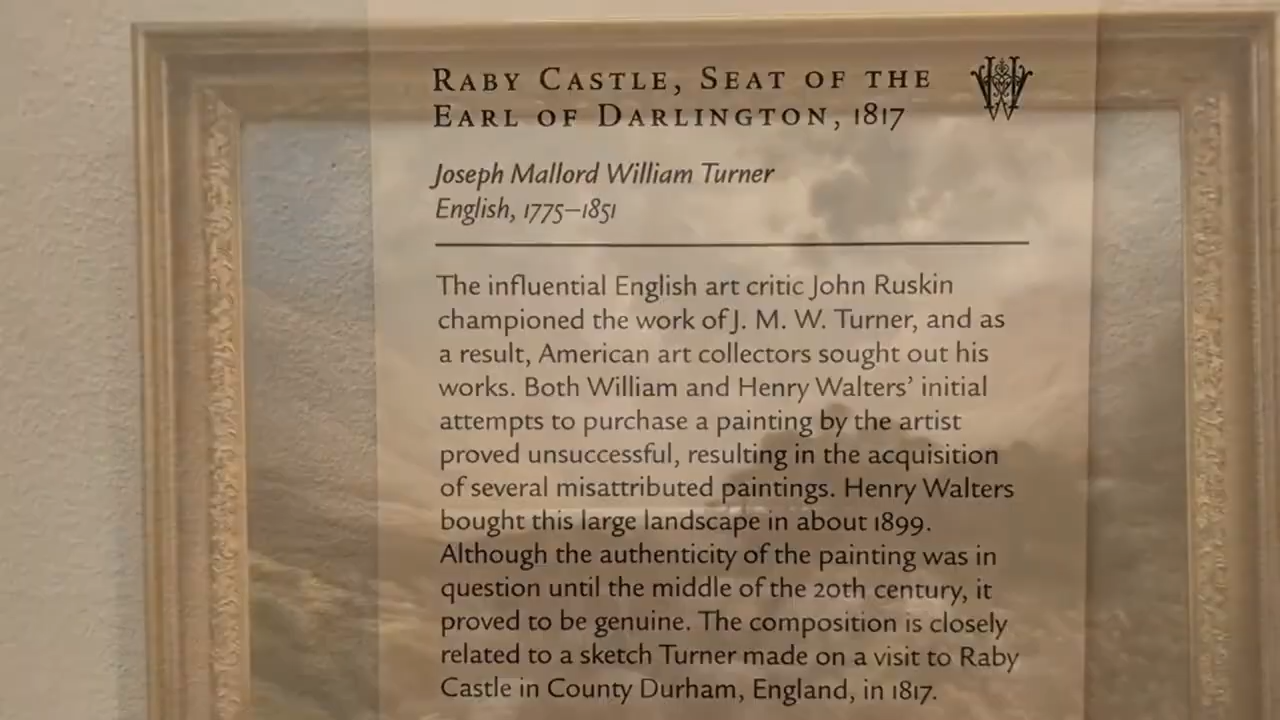 RABY CASTLE, SEAT OF THE
EARL OF DARLINGTON, 1817
Joseph Mallord William Turner
English, 1775–1851
The influential English art critic John Ruskin
championed the work of J. M. W. Turner, and as
a result, American art collectors sought out his
works. Both William and Henry Walters' initial
attempts to purchase a painting by the artist
proved unsuccessful, resulting in the acquisition
of several misattributed paintings. Henry Walters
bought this large landscape in about 1899.
Although the authenticity of the painting was in
question until the middle of the 20th century, it
proved to be genuine. The composition is closely
related to a sketch Turner made on a visit to Raby
Castle in County Durham, England, in 1817.